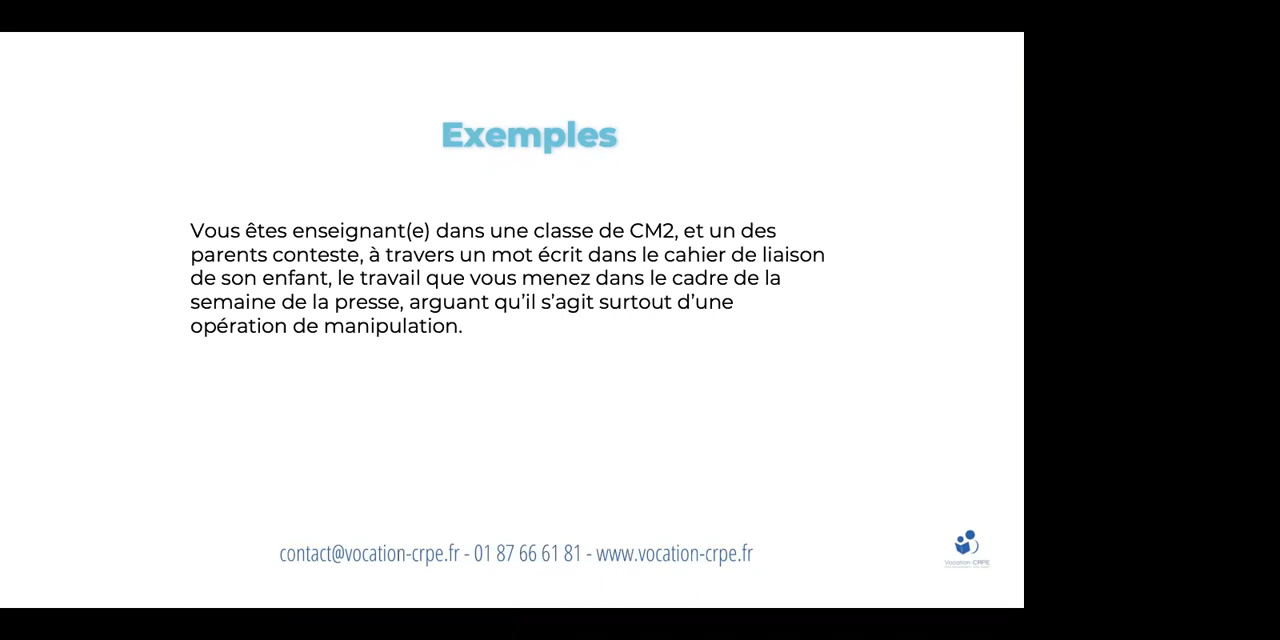 Exemples
Vous êtes enseignant(e) dans une classe de CM2, et un des
parents conteste, à travers un mot écrit dans le cahier de liaison
de son enfant, le travail que vous menez dans le cadre de la
semaine de la presse, arguant qu’il s’agit surtout d’une
opération de manipulation.
contact@vocation-crpe.fr - 01 87 66 61 81 - www.vocation-crpe.fr
Vocation CRPE